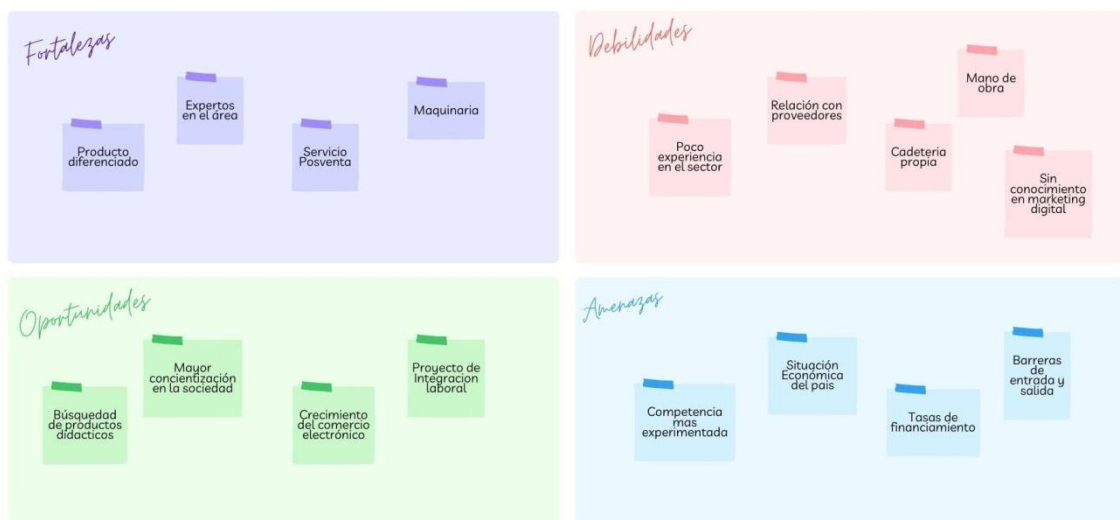 Fortalezas
Producto
diferenciado
Expertos
en el área
Servicio
Posventa
Maquinaria
Debilidades
Poco
experiencia
en el sector
Relación con
proveedores
Cadeteria
propia
Mano de
obra
Sin
conocimiento
en marketing
digital
Oportunidades
Búsquedad
de productos
didacticos
Mayor
concientización
en la sociedad
Crecimiento
del comercio
electrónico
Proyecto de
Integracion
laboral
Amenazas
Competencia
mas
experimentada
Situación
Económica
del pais
Tasas de
financiamiento
Barreras
de
entrada y
salida